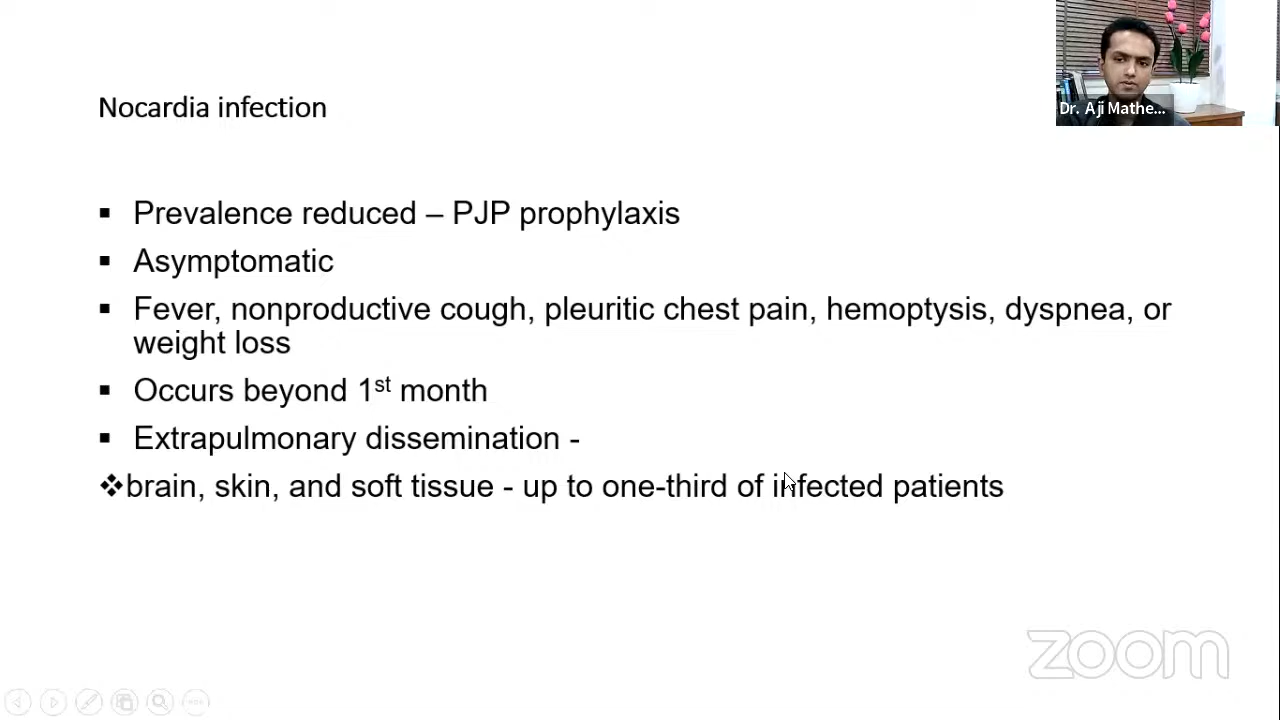 Dr. Aji Mathe...
Nocardia infection
▪ Prevalence reduced – PJP prophylaxis
▪ Asymptomatic
▪ Fever, nonproductive cough, pleuritic chest pain, hemoptysis, dyspnea, or
weight loss
▪ Occurs beyond 1st month
▪ Extrapulmonary dissemination -
❖brain, skin, and soft tissue - up to one-third of infected patients
zoom